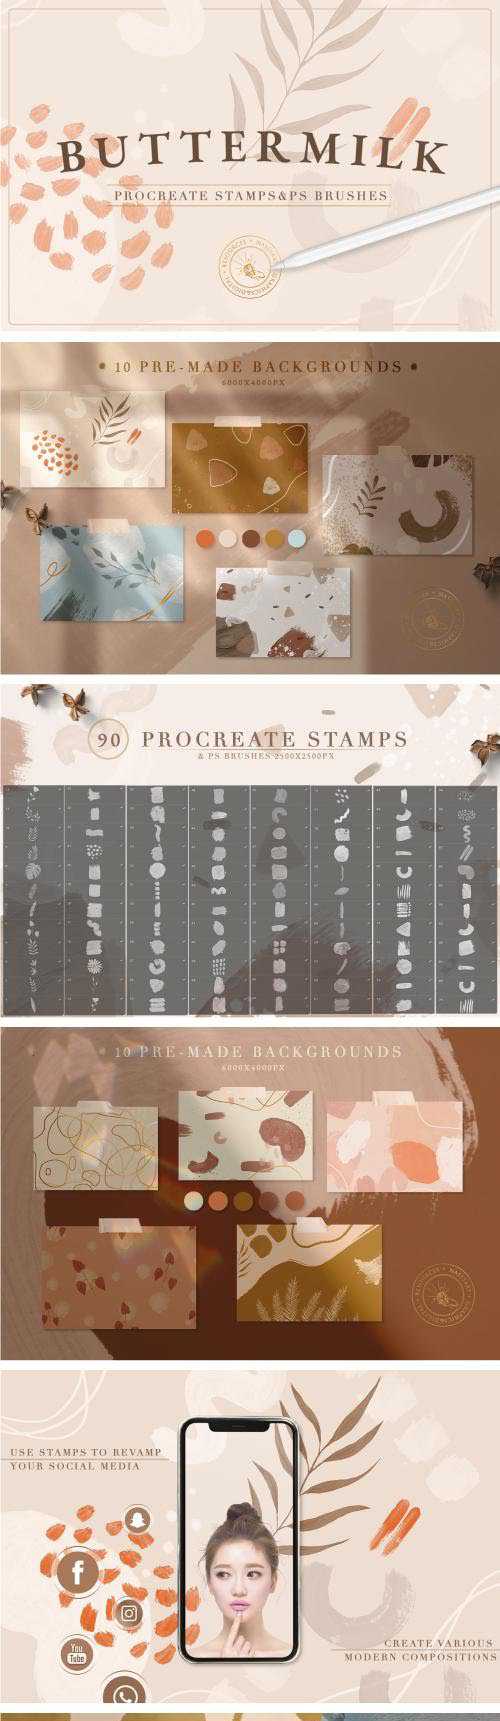 BUTTERMILK
PROCREATE STAMPS&PS BRUSHES
10 PRE-MADE BACKGROUNDS
6000X4000PX
90 PROCREATE STAMPS
& PS BRUSHES 2500X2500PX
10 PRE-MADE BACKGROUNDS
6000X4000PX
USE STAMPS TO REVAMP
YOUR SOCIAL MEDIA
f
You
Tube
CREATE VARIOUS
MODERN COMPOSITIONS